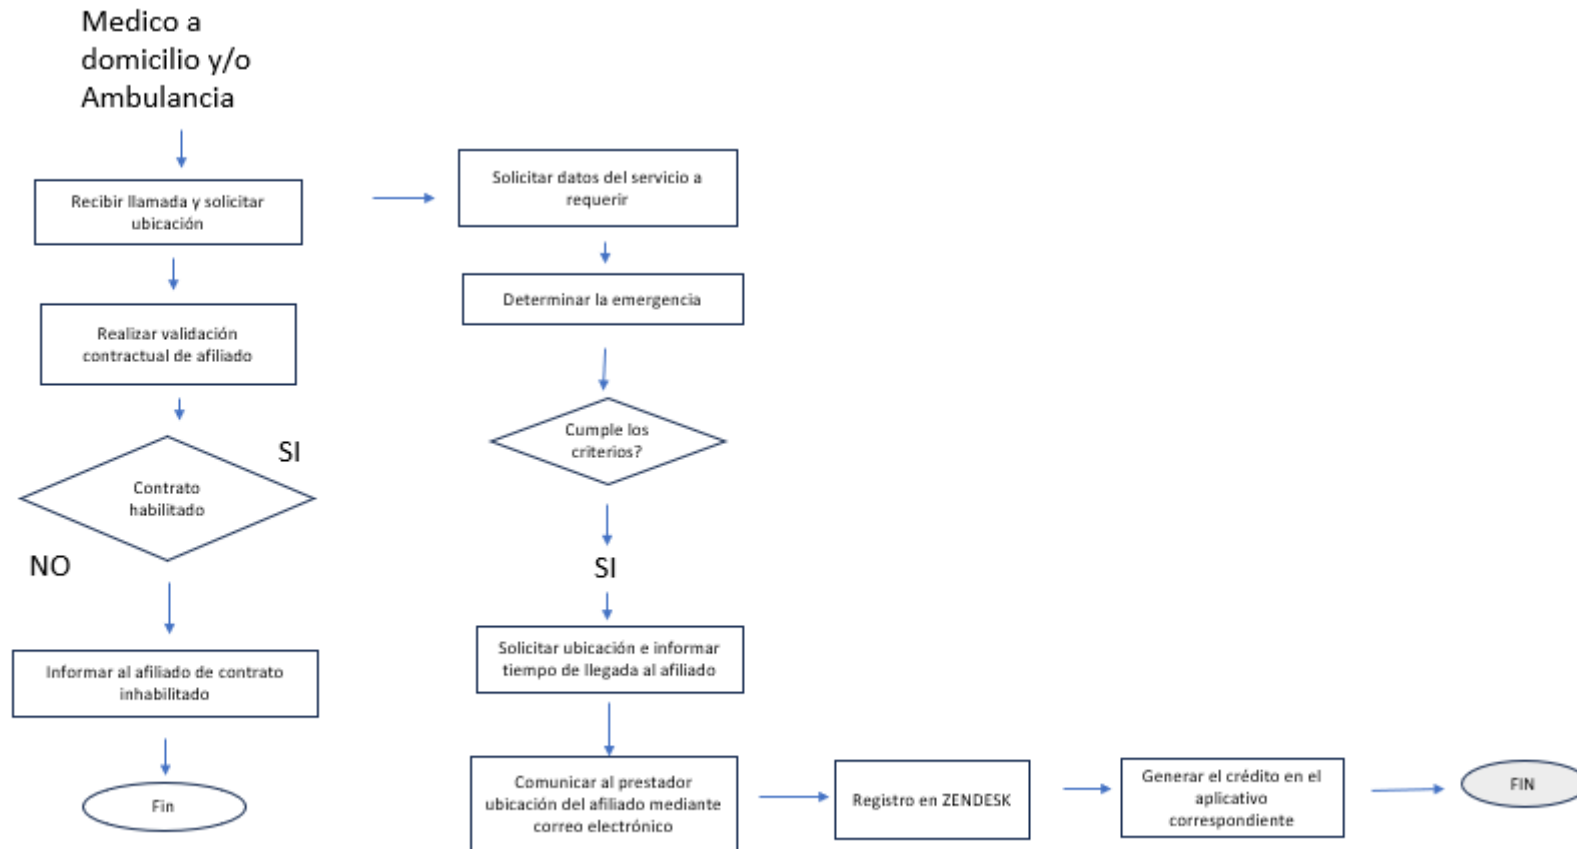 Medico a
domicilio y/o
Ambulancia
Recibir llamada y solicitar
ubicación
Realizar validación
contractual de afiliado
SI
Contrato
habilitado
NO
Informar al afiliado de contrato
inhabilitado
Fin
Solicitar datos del servicio a
requerir
Determinar la emergencia
Cumple los
criterios?
SI
Solicitar ubicación e informar
tiempo de llegada al afiliado
Comunicar al prestador
ubicación del afiliado mediante
correo electrónico
Registro en ZENDESK
Generar el crédito en el
aplicativo
correspondiente
FIN